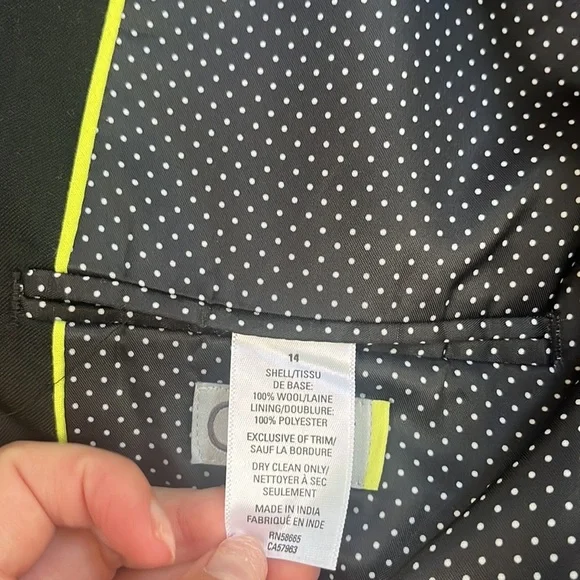 14
SHELL/TISSU
DE BASE:
100% WOOL/LAINE
LINING/DOUBLURE:
100% POLYESTER
EXCLUSIVE OF TRIM/
SAUF LA BORDURE
DRY CLEAN ONLY/
NETTOYER À SEC
SEULEMENT
MADE IN INDIA
FABRIQUÉ EN INDE
RN58665
CA57963